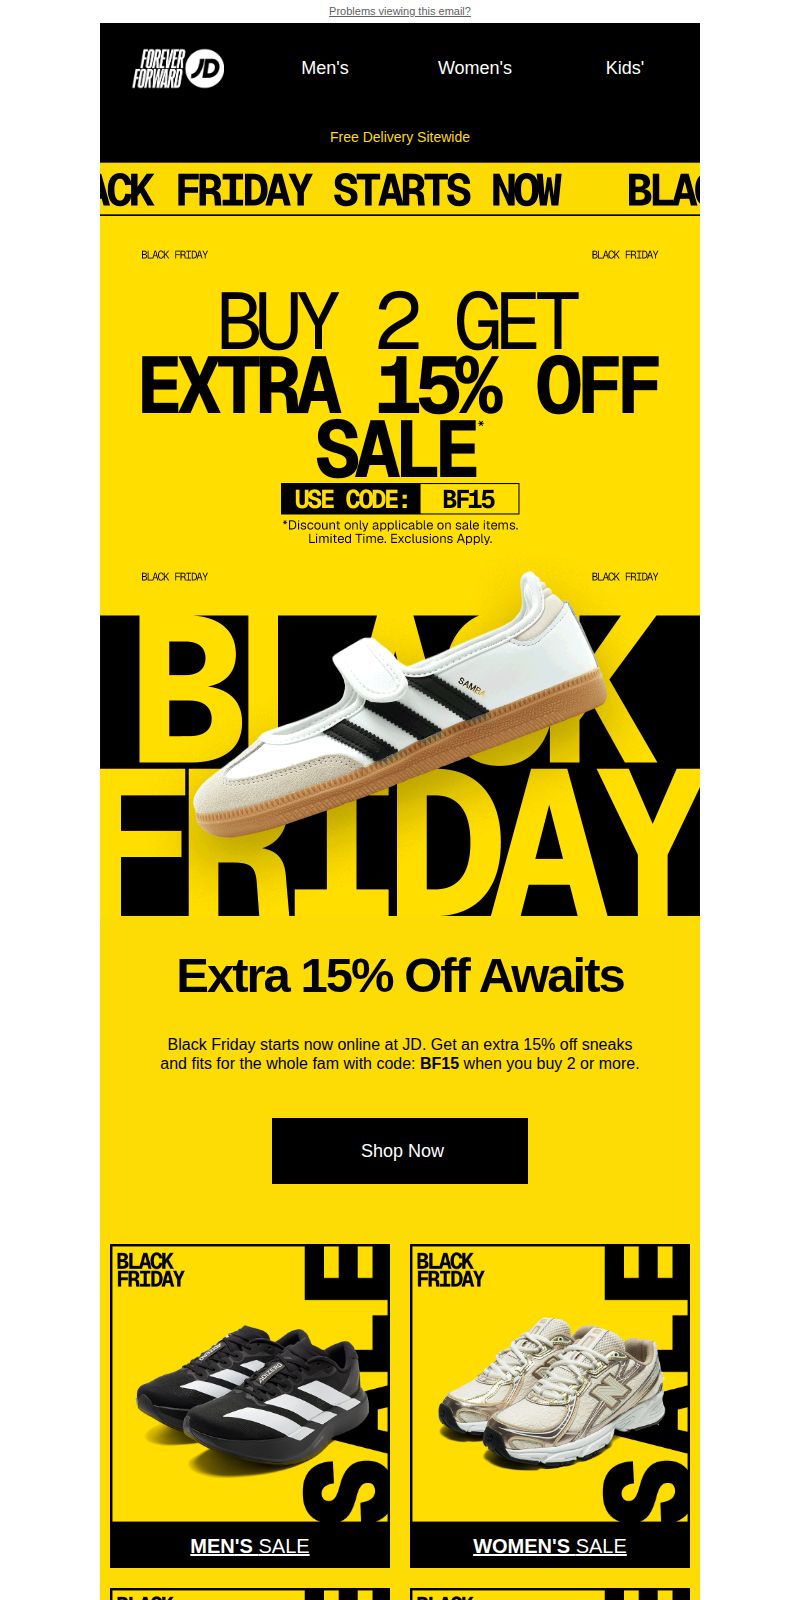 Problems viewing this email?
FOREVER
FORWARD JD
Men's Women's Kids'
Free Delivery Sitewide
ACK FRIDAY STARTS NOW BLAC
BLACK FRIDAY BLACK FRIDAY
BUY 2 GET
EXTRA 15% OFF
SALE*
USE CODE: BF15
*Discount only applicable on sale items.
Limited Time. Exclusions Apply.
BLACK FRIDAY BLACK FRIDAY
BLACK
SAMBA
FRIDAY
Extra 15% Off Awaits
Black Friday starts now online at JD. Get an extra 15% off sneaks
and fits for the whole fam with code: BF15 when you buy 2 or more.
Shop Now
BLACK
FRIDAY
SALE
MEN'S SALE
BLACK
FRIDAY
SALE
N
WOMEN'S SALE